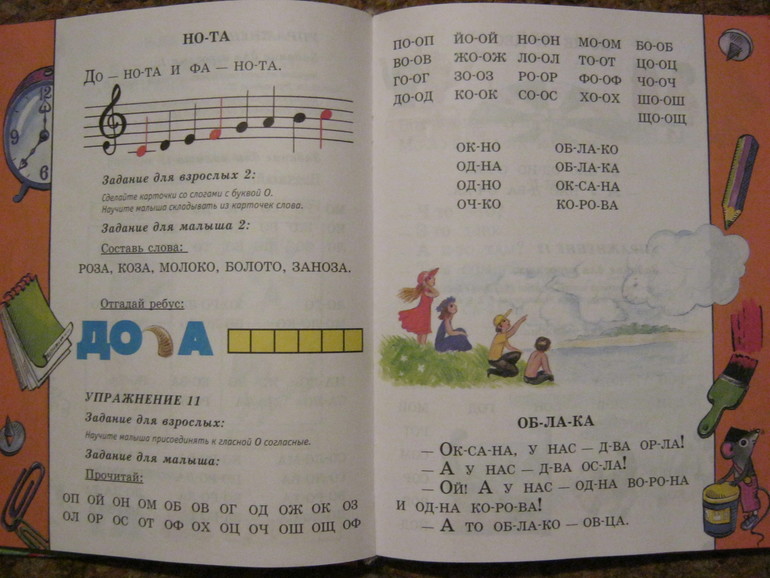 НО-ТА
ДО — НО-ТА И ФА — НО-ТА.
Задание для взрослых 2:
Сделайте карточки со слогами с буквой О.
Научите малыша складывать из карточек слова.
Задание для малыша 2:
Составь слова:
РОЗА, КОЗА, МОЛОКО, БОЛОТО, ЗАНОЗА.
Отгадай ребус:
ДО А
УПРАЖНЕНИЕ 11
Задание для взрослых:
Научите малыша присоединять к гласной О согласные.
Задание для малыша:
Прочитай:
ОП ОЙ ОН ОМ ОБ ОВ ОГ ОД ОЖ ОК ОЗ
ОЛ ОР ОС ОТ ОФ ОХ ОЦ ОЧ ОШ ОЩ ОФ
ПО-ОП ЙО-ОЙ НО-ОН МО-ОМ БО-ОБ
ВО-ОВ ЖО-ОЖ ЛО-ОЛ ТО-ОТ ЦО-ОЦ
ГО-ОГ ЗО-ОЗ РО-ОР ФО-ОФ ЧО-ОЧ
ДО-ОД КО-ОК СО-ОС ХО-ОХ ШО-ОШ
ЩО-ОЩ
ОК-НО ОБ-ЛА-КО
ОД-НА ОБ-ЛА-КА
ОД-НО ОК-СА-НА
ОЧ-КО КО-РО-ВА
ОБ-ЛА-КА
— ОК-СА-НА, У НАС — Д-ВА ОР-ЛА!
— А У НАС — Д-ВА ОС-ЛА!
— ОЙ! А У НАС — ОД-НА ВО-РО-НА
И ОД-НА КО-РО-ВА!
— А ТО ОБ-ЛА-КО — ОВ-ЦА.